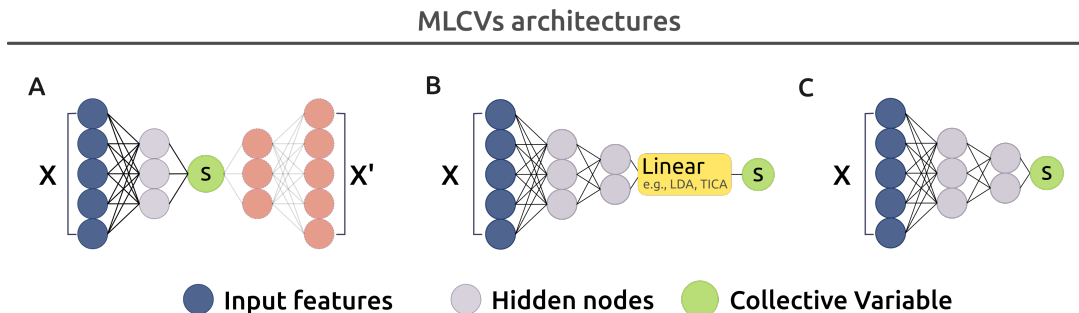 MLCVs architectures
A
B
C
X
s
X'
X
Linear
e.g., LDA, TICA
s
X
s
Input features
Hidden nodes
Collective Variable